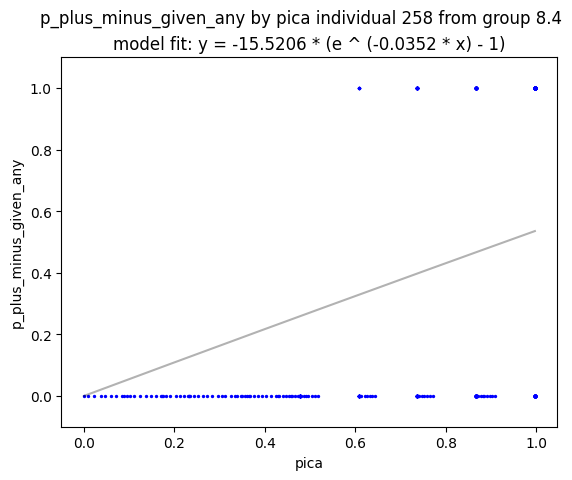 p_plus_minus_given_any by pica individual 258 from group 8.4
model fit: y = -15.5206 * (e ^ (-0.0352 * x) - 1)
1.0
0.8
0.6
0.4
0.2
0.0
p_plus_minus_given_any
0.0 0.2 0.4 0.6 0.8 1.0
pica